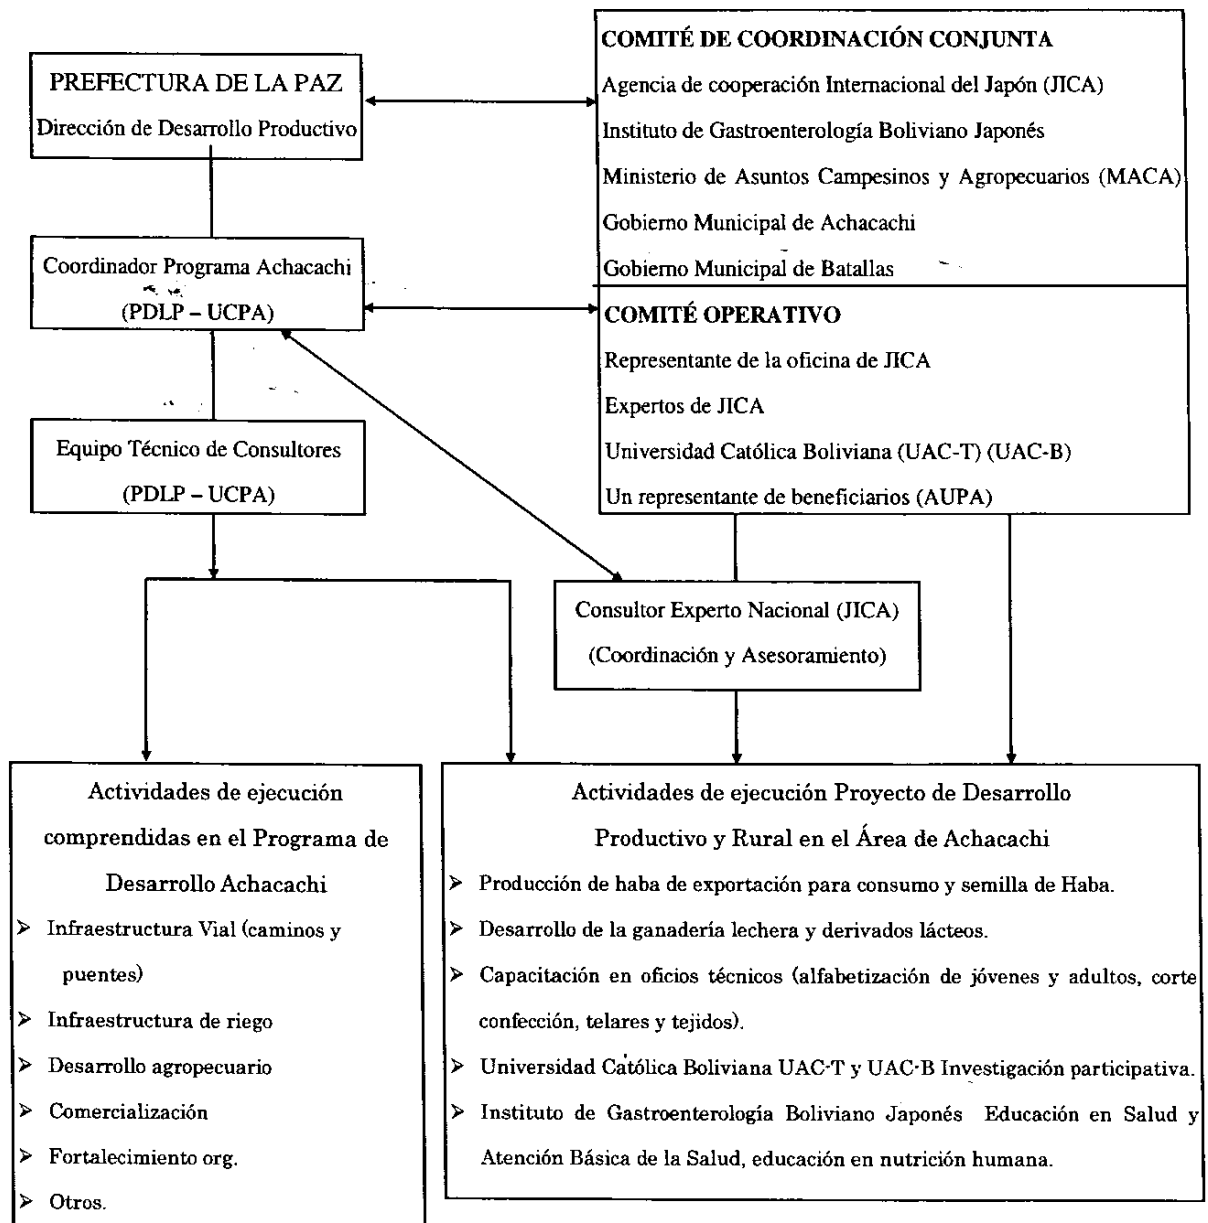 PREFECTURA DE LA PAZ
Dirección de Desarrollo Productivo
COMITÉ DE COORDINACIÓN CONJUNTA
Agencia de cooperación Internacional del Japón (JICA)
Instituto de Gastroenterología Boliviano Japonés
Ministerio de Asuntos Campesinos y Agropecuarios (MACA)
Gobierno Municipal de Achacachi
Gobierno Municipal de Batallas
Coordinador Programa Achacachi
(PDLP – UCPA)
COMITÉ OPERATIVO
Representante de la oficina de JICA
Expertos de JICA
Universidad Católica Boliviana (UAC-T) (UAC-B)
Un representante de beneficiarios (AUPA)
Equipo Técnico de Consultores
(PDLP – UCPA)
Consultor Experto Nacional (JICA)
(Coordinación y Asesoramiento)
Actividades de ejecución
comprendidas en el Programa de
Desarrollo Achacachi
➢ Infraestructura Vial (caminos y
puentes)
➢ Infraestructura de riego
➢ Desarrollo agropecuario
➢ Comercialización
➢ Fortalecimiento org.
➢ Otros.
Actividades de ejecución Proyecto de Desarrollo
Productivo y Rural en el Área de Achacachi
➢ Producción de haba de exportación para consumo y semilla de Haba.
➢ Desarrollo de la ganadería lechera y derivados lácteos.
➢ Capacitación en oficios técnicos (alfabetización de jóvenes y adultos, corte
confección, telares y tejidos).
➢ Universidad Católica Boliviana UAC-T y UAC-B Investigación participativa.
➢ Instituto de Gastroenterología Boliviano Japonés Educación en Salud y
Atención Básica de la Salud, educación en nutrición humana.